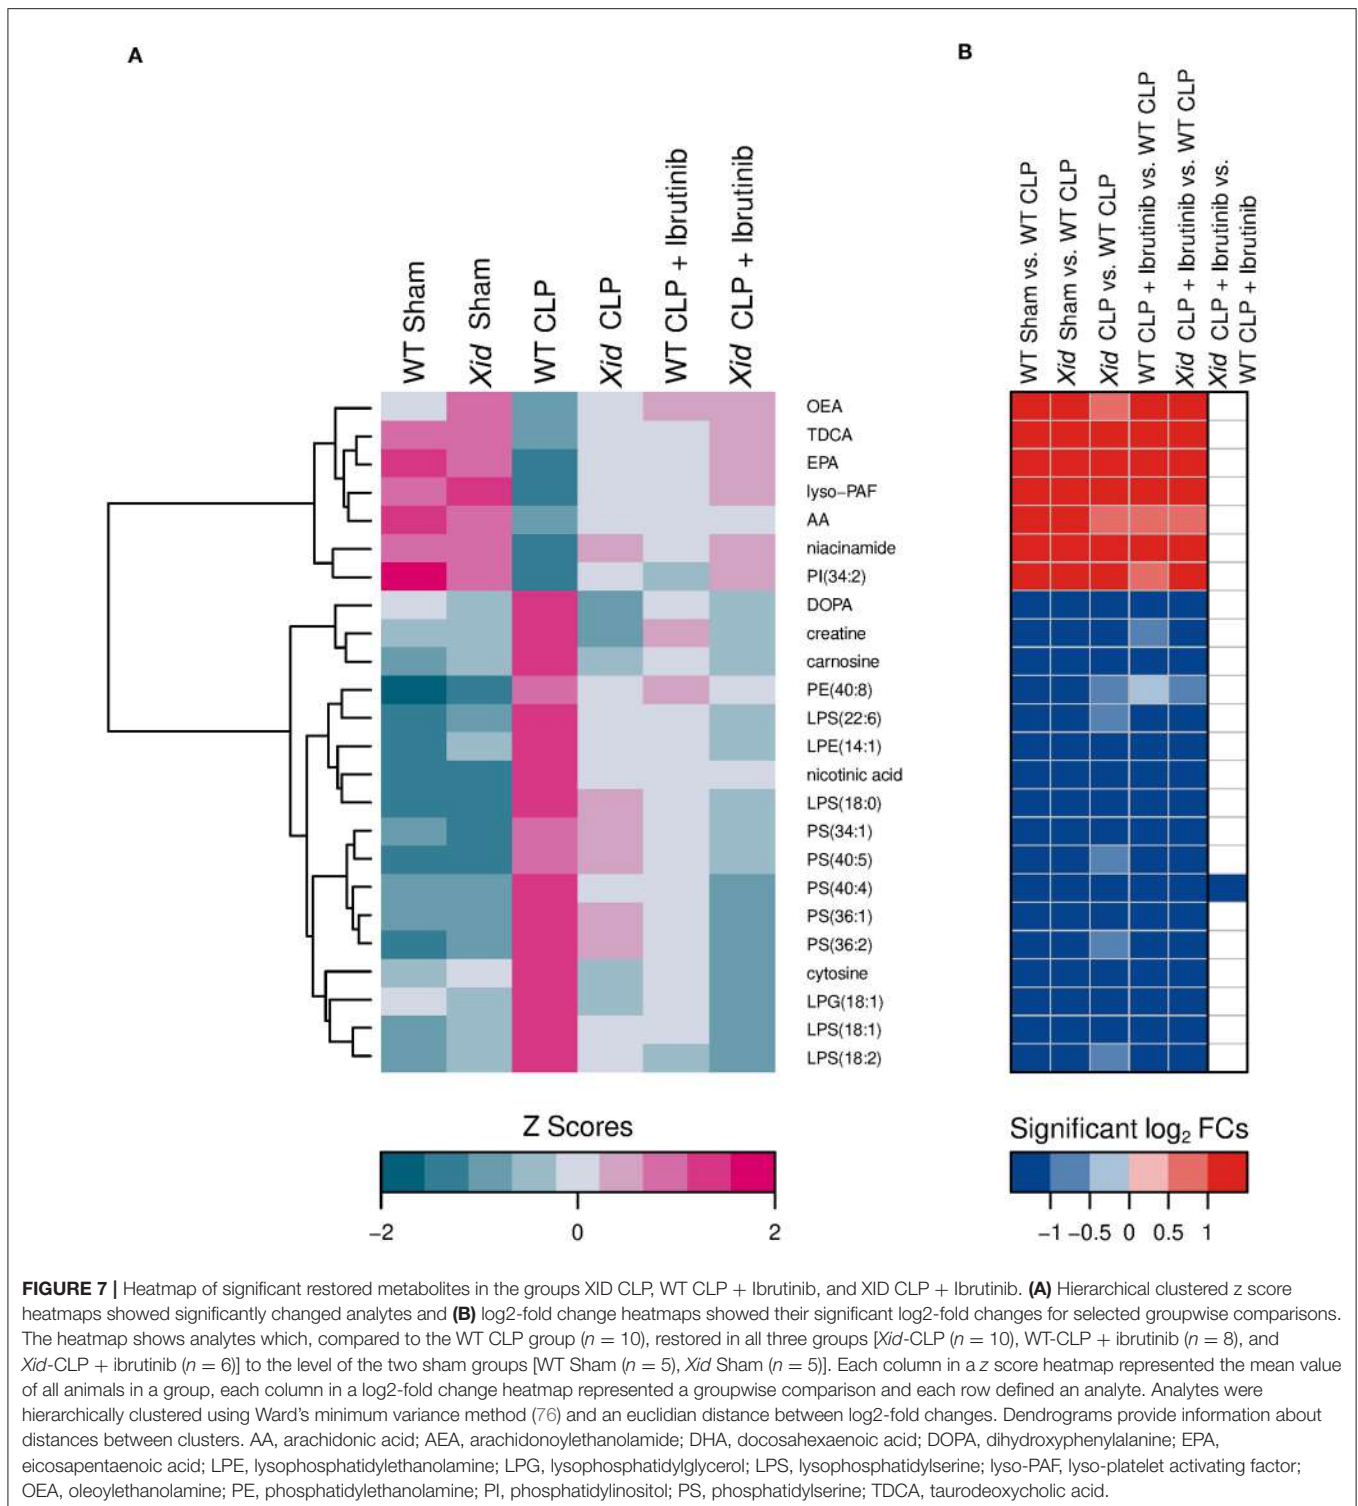 A
B
WT Sham
Xid Sham
WT CLP
Xid CLP
WT CLP + Ibrutinib
Xid CLP + Ibrutinib
WT Sham vs. WT CLP
Xid Sham vs. WT CLP
Xid CLP vs. WT CLP
WT CLP + Ibrutinib vs. WT CLP
Xid CLP + Ibrutinib vs. WT CLP
Xid CLP + Ibrutinib vs.
WT CLP + Ibrutinib
OEA
TDCA
EPA
lyso−PAF
AA
niacinamide
PI(34:2)
DOPA
creatine
carnosine
PE(40:8)
LPS(22:6)
LPE(14:1)
nicotinic acid
LPS(18:0)
PS(34:1)
PS(40:5)
PS(40:4)
PS(36:1)
PS(36:2)
cytosine
LPG(18:1)
LPS(18:1)
LPS(18:2)
Z Scores
−2 0 2
Significant log₂ FCs
−1 −0.5 0 0.5 1
FIGURE 7 | Heatmap of significant restored metabolites in the groups XID CLP, WT CLP + Ibrutinib, and XID CLP + Ibrutinib. (A) Hierarchical clustered z score
heatmaps showed significantly changed analytes and (B) log2-fold change heatmaps showed their significant log2-fold changes for selected groupwise comparisons.
The heatmap shows analytes which, compared to the WT CLP group (n = 10), restored in all three groups [Xid-CLP (n = 10), WT-CLP + ibrutinib (n = 8), and
Xid-CLP + ibrutinib (n = 6)] to the level of the two sham groups [WT Sham (n = 5), Xid Sham (n = 5)]. Each column in a z score heatmap represented the mean value
of all animals in a group, each column in a log2-fold change heatmap represented a groupwise comparison and each row defined an analyte. Analytes were
hierarchically clustered using Ward's minimum variance method (76) and an euclidian distance between log2-fold changes. Dendrograms provide information about
distances between clusters. AA, arachidonic acid; AEA, arachidonoylethanolamide; DHA, docosahexaenoic acid; DOPA, dihydroxyphenylalanine; EPA,
eicosapentaenoic acid; LPE, lysophosphatidylethanolamine; LPG, lysophosphatidylglycerol; LPS, lysophosphatidylserine; lyso-PAF, lyso-platelet activating factor;
OEA, oleoylethanolamine; PE, phosphatidylethanolamine; PI, phosphatidylinositol; PS, phosphatidylserine; TDCA, taurodeoxycholic acid.